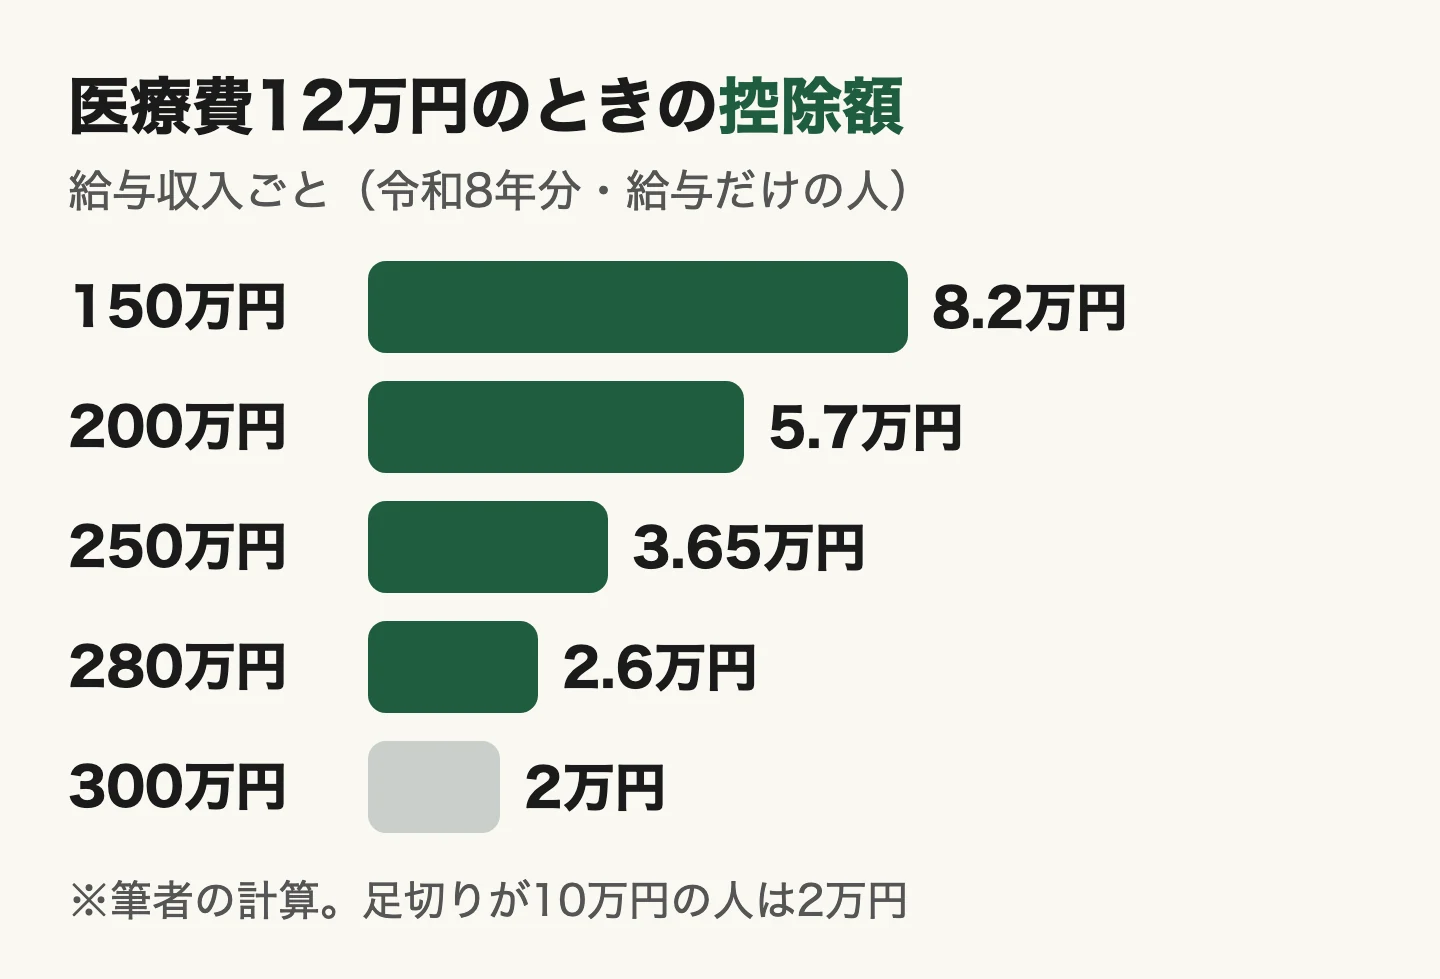 医療費12万円のときの控除額
給与収入ごと（令和8年分・給与だけの人）
150万円 8.2万円
200万円 5.7万円
250万円 3.65万円
280万円 2.6万円
300万円 2万円
※筆者の計算。足切りが10万円の人は2万円